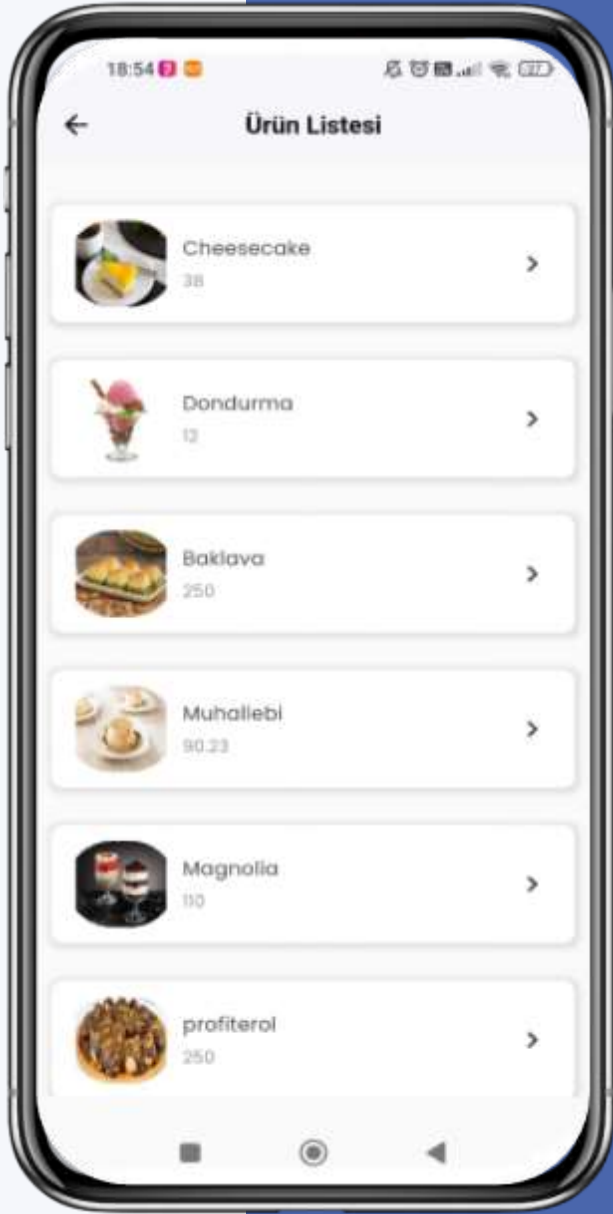 18:54
Ürün Listesi
Cheesecake
38
Dondurma
12
Baklava
250
Muhallebi
90.23
Magnolia
110
profiterol
250